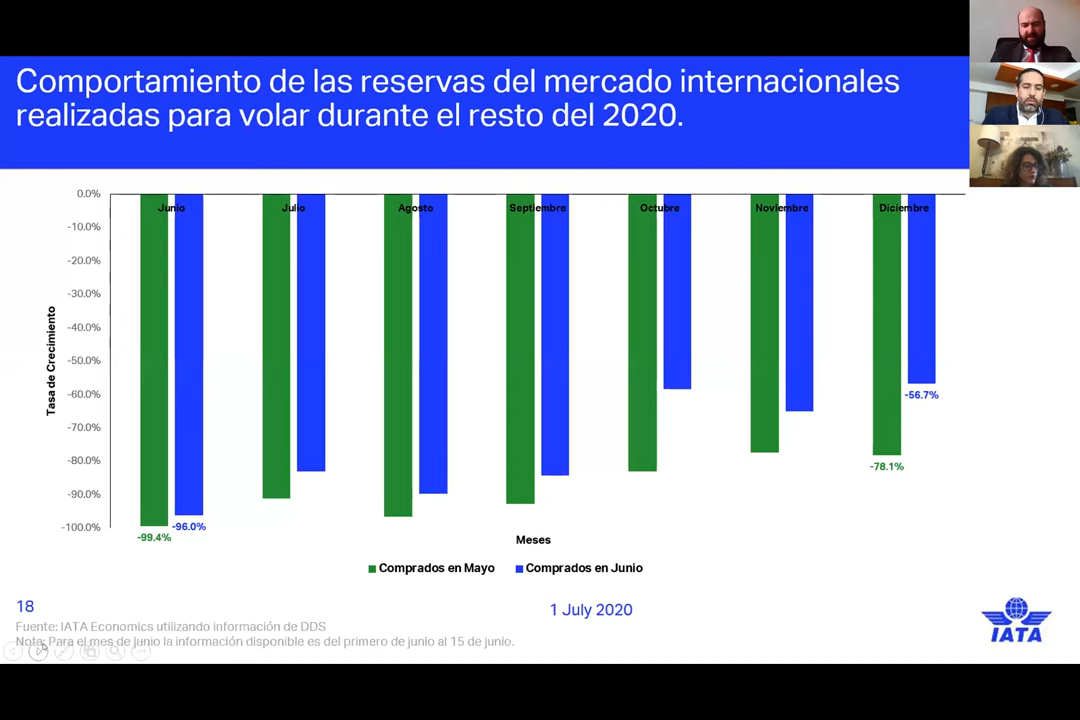 Comportamiento de las reservas del mercado internacionales
realizadas para volar durante el resto del 2020.
0.0%
Junio Julio Agosto Septiembre Octubre Noviembre Diciembre
-10.0%
-20.0%
-30.0%
-40.0%
-50.0%
-60.0%
-70.0%
-80.0%
-90.0%
-100.0%
Tasa de Crecimiento
-56.7%
-78.1%
-96.0%
-99.4%
Meses
Comprados en Mayo Comprados en Junio
18
1 July 2020
Fuente: IATA Economics utilizando información de DDS
Nota: Para el mes de junio la información disponible es del primero de junio al 15 de junio.
IATA